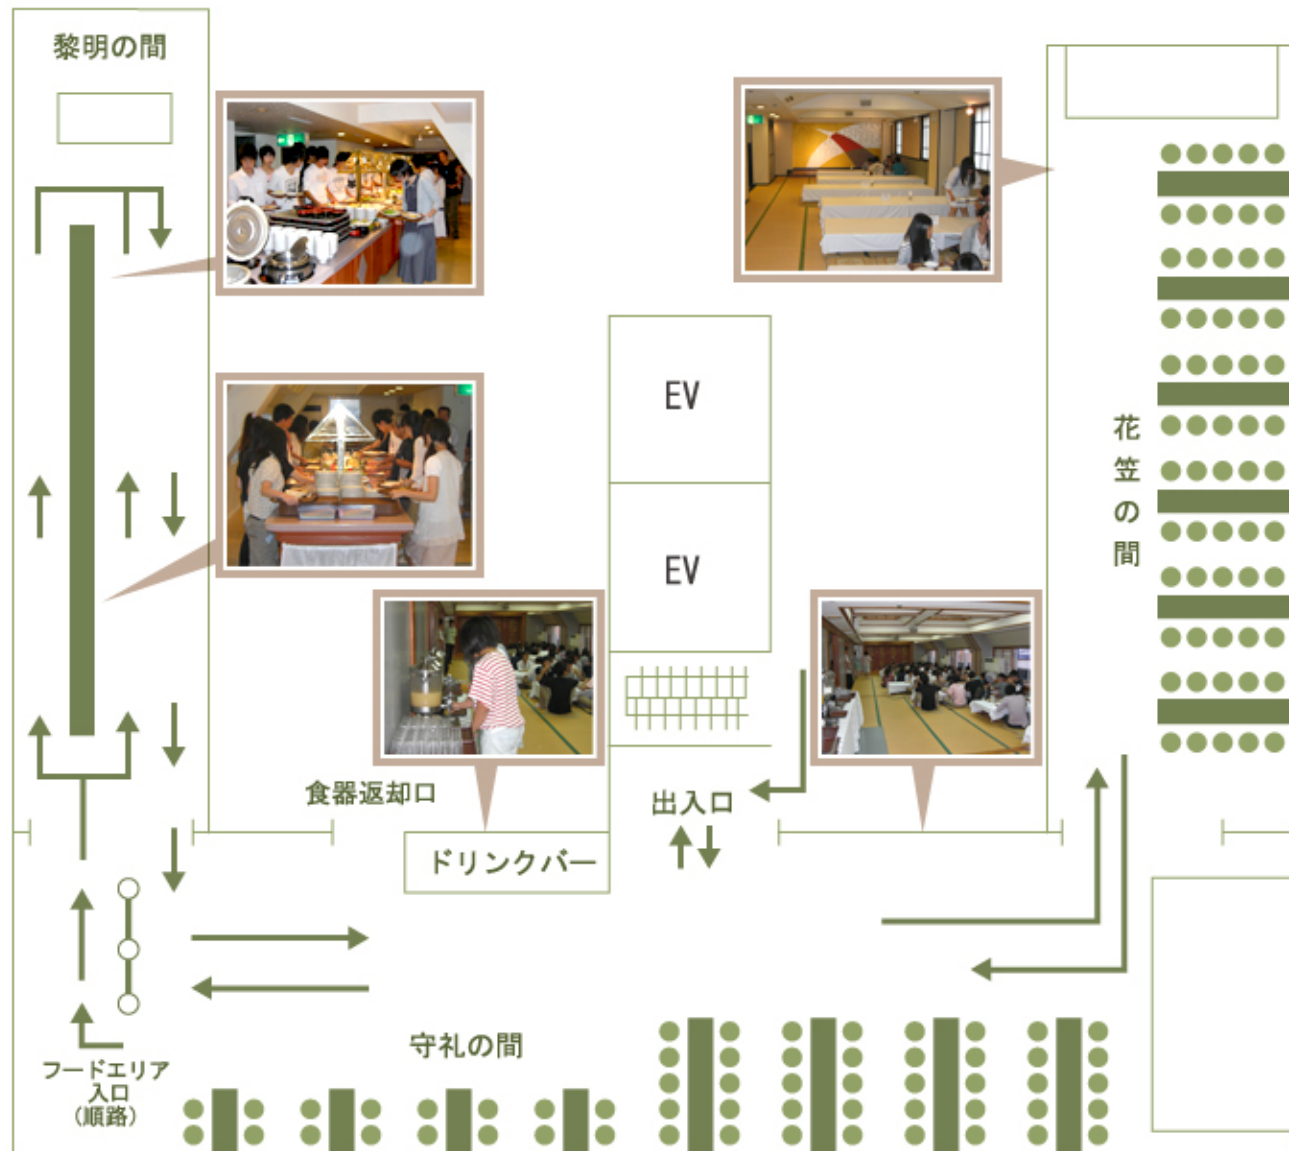 黎明の間
EV
EV
花笠の間
食器返却口
出入口
ドリンクバー
守礼の間
フードエリア
入口
(順路)